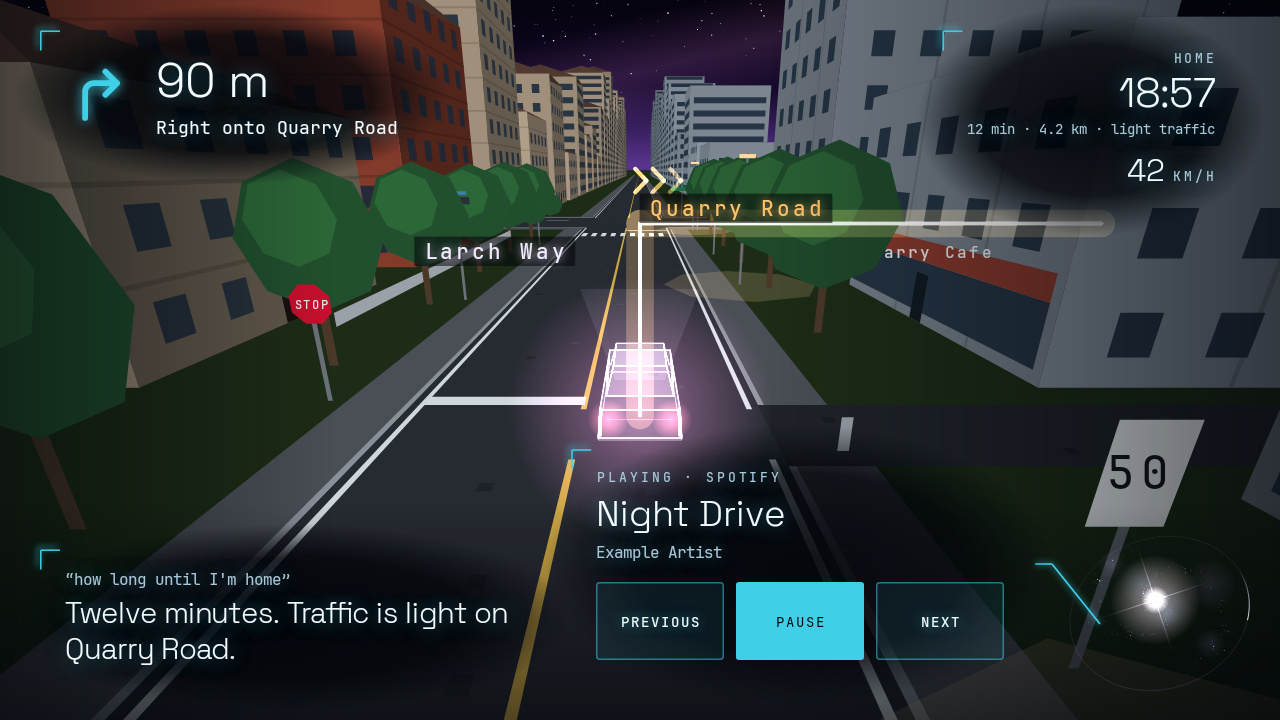 90 m
Right onto Quarry Road
HOME
18:57
12 min · 4.2 km · light traffic
42 KM/H
Quarry Road
Larch Way
arry Cafe
STOP
50
PLAYING · SPOTIFY
Night Drive
Example Artist
PREVIOUS
PAUSE
NEXT
“how long until I'm home”
Twelve minutes. Traffic is light on
Quarry Road.